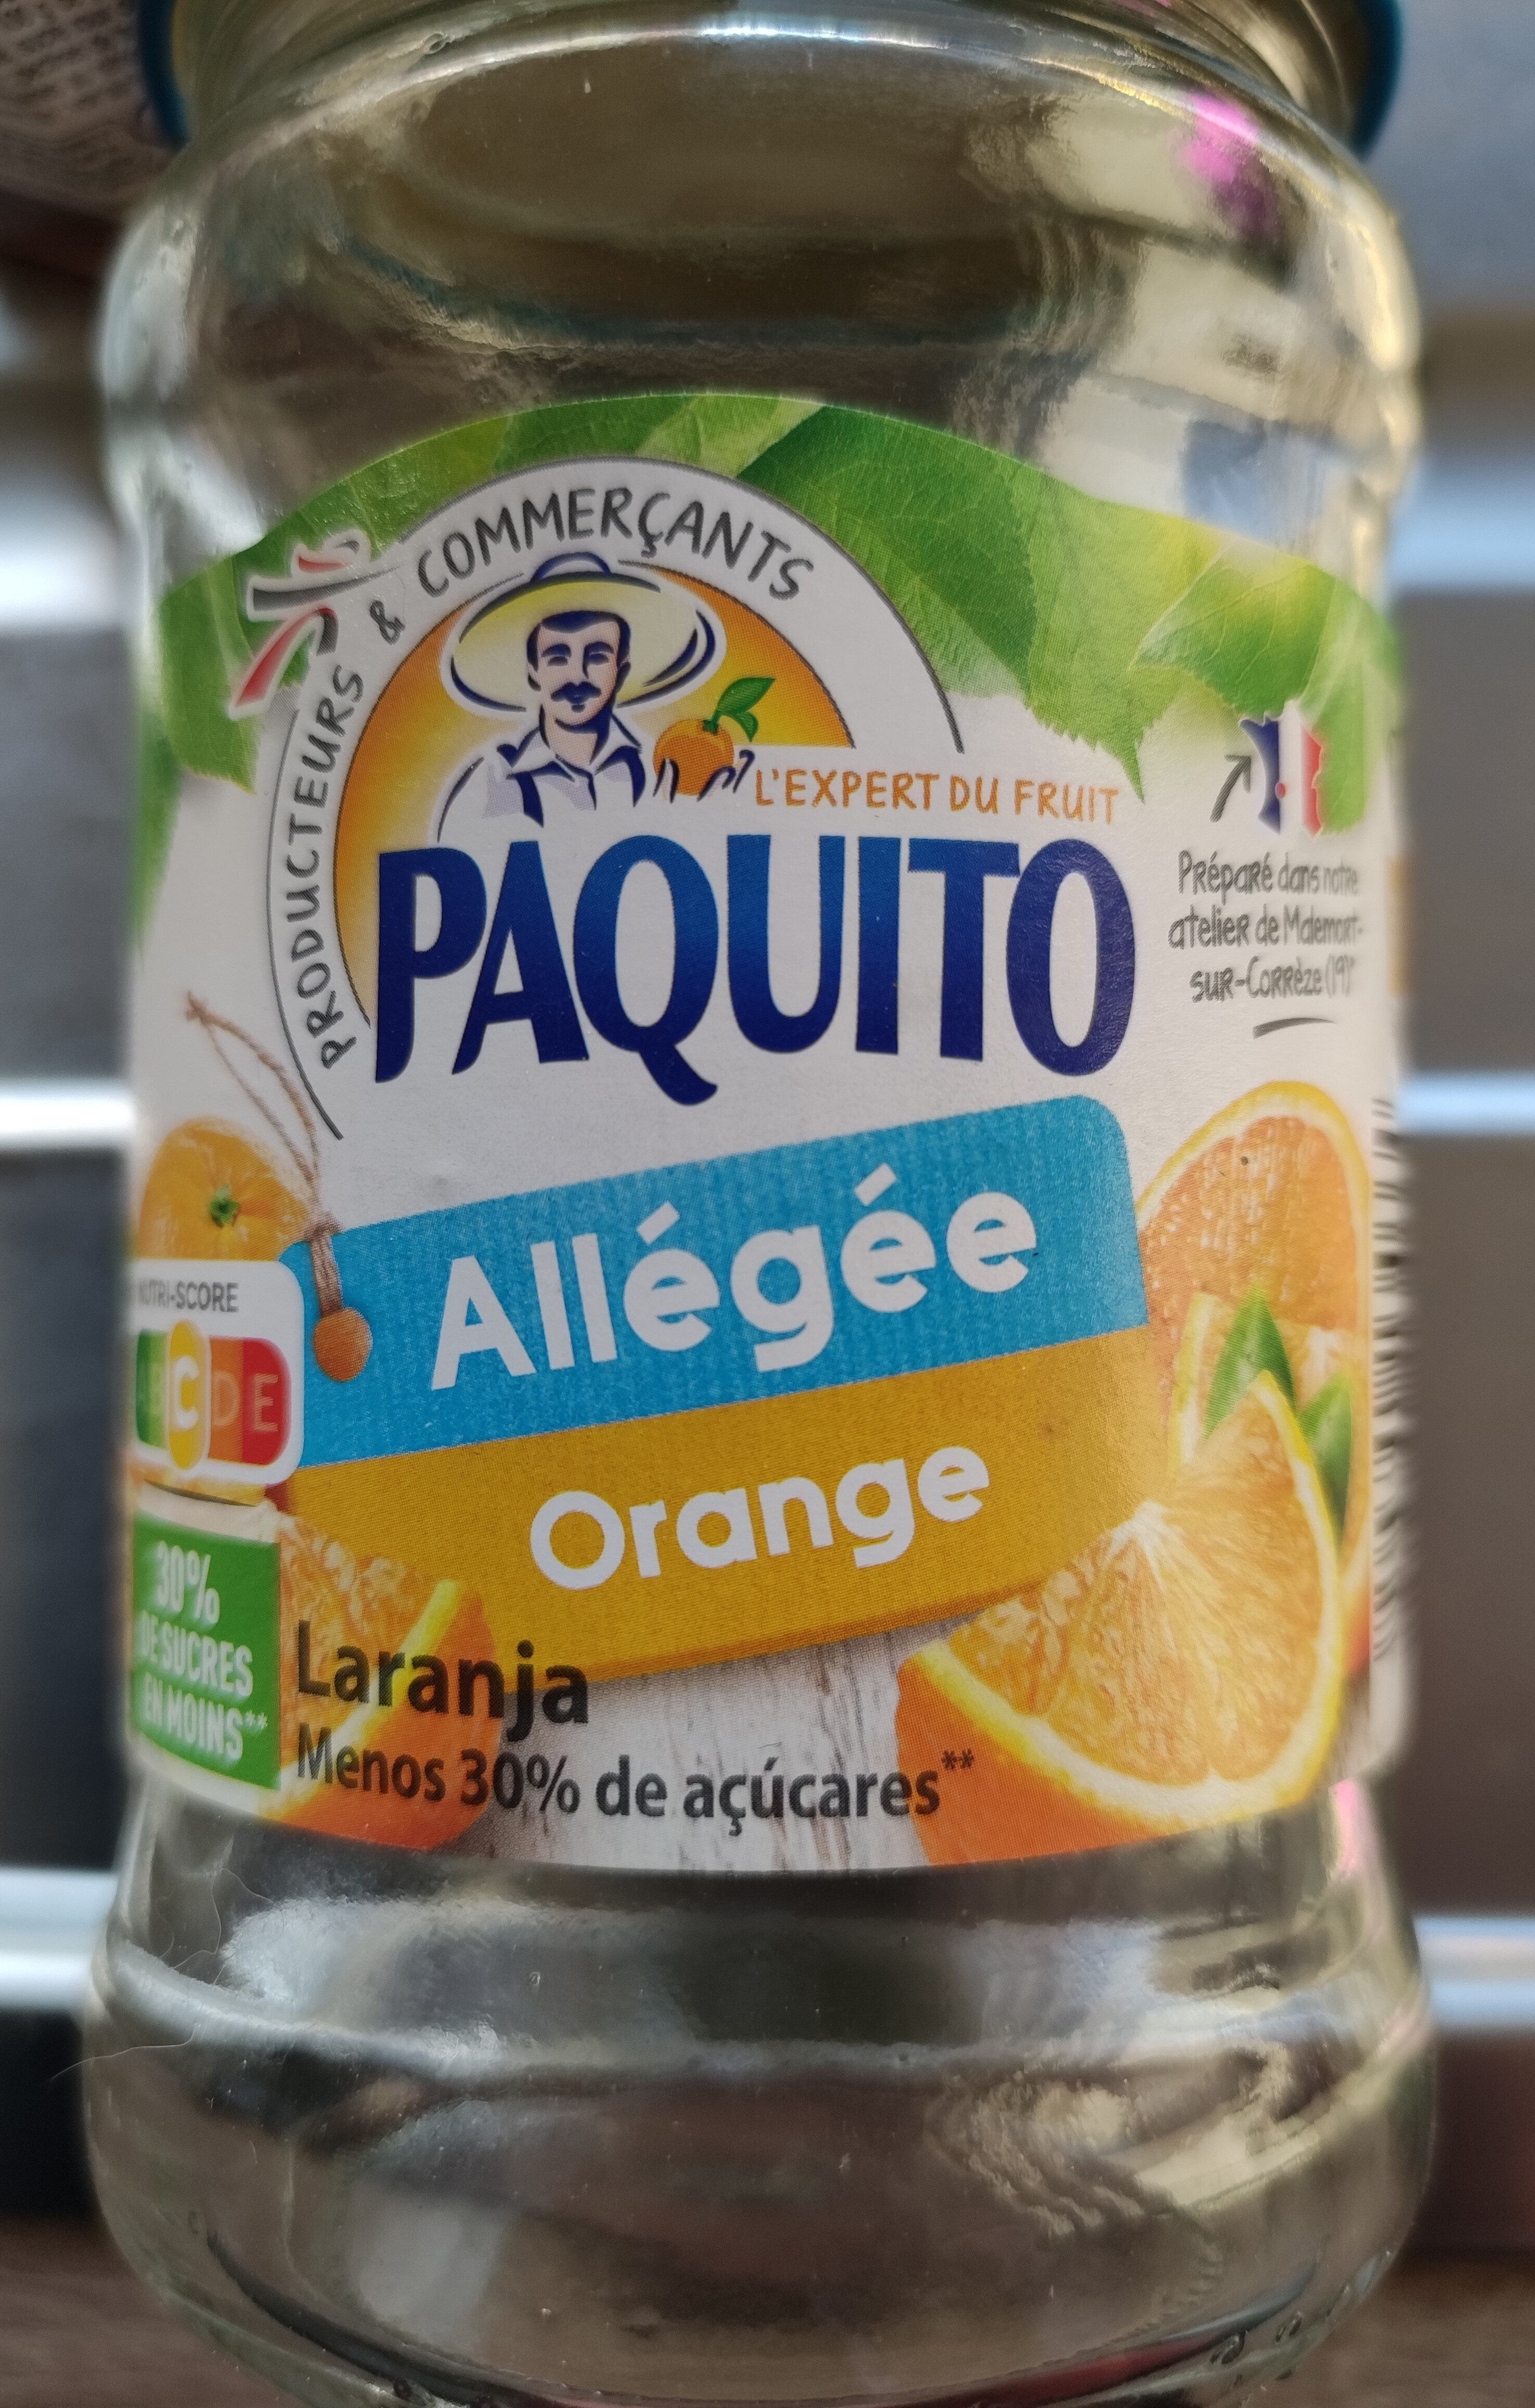 PRODUCTEURS & COMMERÇANTS
L'EXPERT DU FRUIT
PAQUITO
Préparé dans notre
atelier de Malemort-
sur-Corrèze (19)*
Allégée
Orange
NUTRI-SCORE
B C D E
30%
DE SUCRES
EN MOINS**
Laranja
Menos 30% de açúcares**